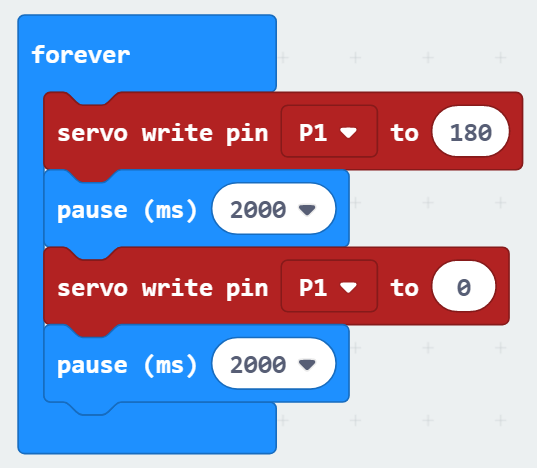 forever
servo write pin P1 to 180
pause (ms) 2000
servo write pin P1 to 0
pause (ms) 2000